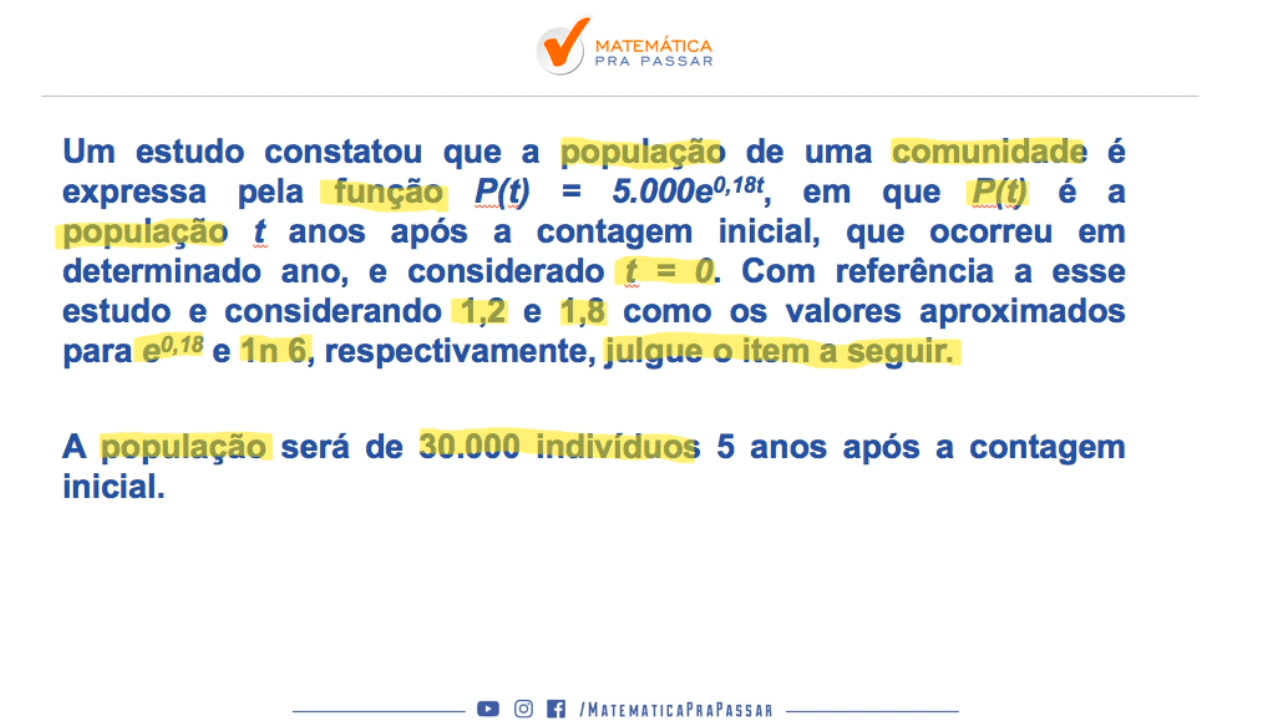 MATEMÁTICA
PRA PASSAR
Um estudo constatou que a população de uma comunidade é
expressa pela função P(t) = 5.000e^0,18t, em que P(t) é a
população t anos após a contagem inicial, que ocorreu em
determinado ano, e considerado t = 0. Com referência a esse
estudo e considerando 1,2 e 1,8 como os valores aproximados
para e^0,18 e 1n 6, respectivamente, julgue o item a seguir.
A população será de 30.000 indivíduos 5 anos após a contagem
inicial.
/MATEMATICAPRAPASSAR